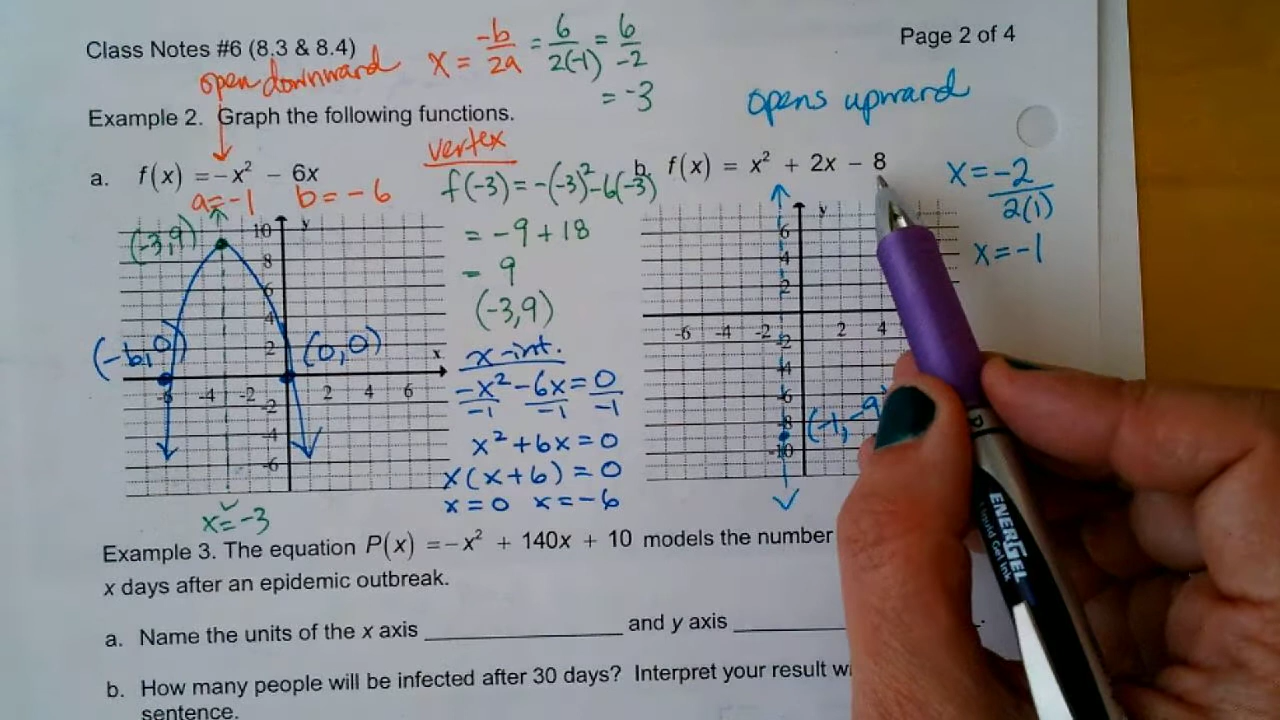 Class Notes #6 (8.3 & 8.4)
Page 2 of 4
open downward
x = -b/2a = 6/2(-1) = 6/-2
= -3
opens upward
Example 2. Graph the following functions.
vertex
a. f(x) = -x² - 6x
a = -1 b = -6
f(-3) = -(-3)² - 6(-3)
= -9 + 18
= 9
(-3, 9)
b. f(x) = x² + 2x - 8
x = -2/2(1)
x = -1
(-3, 9)
10 y
8
6
4
2
x
-6 -4 -2 2 4 6
-2
-4
-6
(-6, 0)
(0, 0)
x = -3
x-int.
-x²/-1 - 6x/-1 = 0/-1
x² + 6x = 0
x(x + 6) = 0
x = 0 x = -6
y
6
4
2
-6 -4 -2 2 4
-2
-4
-6
-8
-10
(-1, -9
Example 3. The equation P(x) = -x² + 140x + 10 models the number
x days after an epidemic outbreak.
a. Name the units of the x axis ____________ and y axis ________.
b. How many people will be infected after 30 days? Interpret your result
sentence.
ENERGEL
Liquid Gel Ink